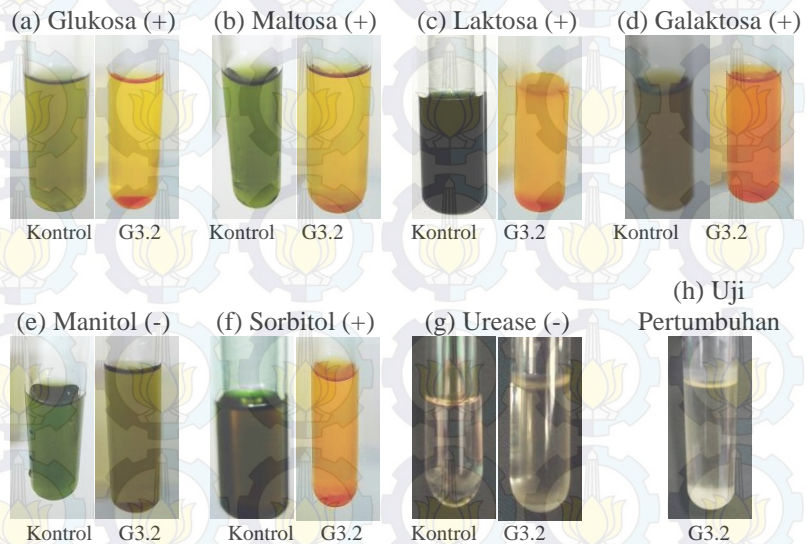 (a) Glukosa (+) (b) Maltosa (+) (c) Laktosa (+) (d) Galaktosa (+)
Kontrol G3.2 Kontrol G3.2 Kontrol G3.2 Kontrol G3.2
(e) Manitol (-) (f) Sorbitol (+) (g) Urease (-) (h) Uji
Pertumbuhan
Kontrol G3.2 Kontrol G3.2 Kontrol G3.2 G3.2